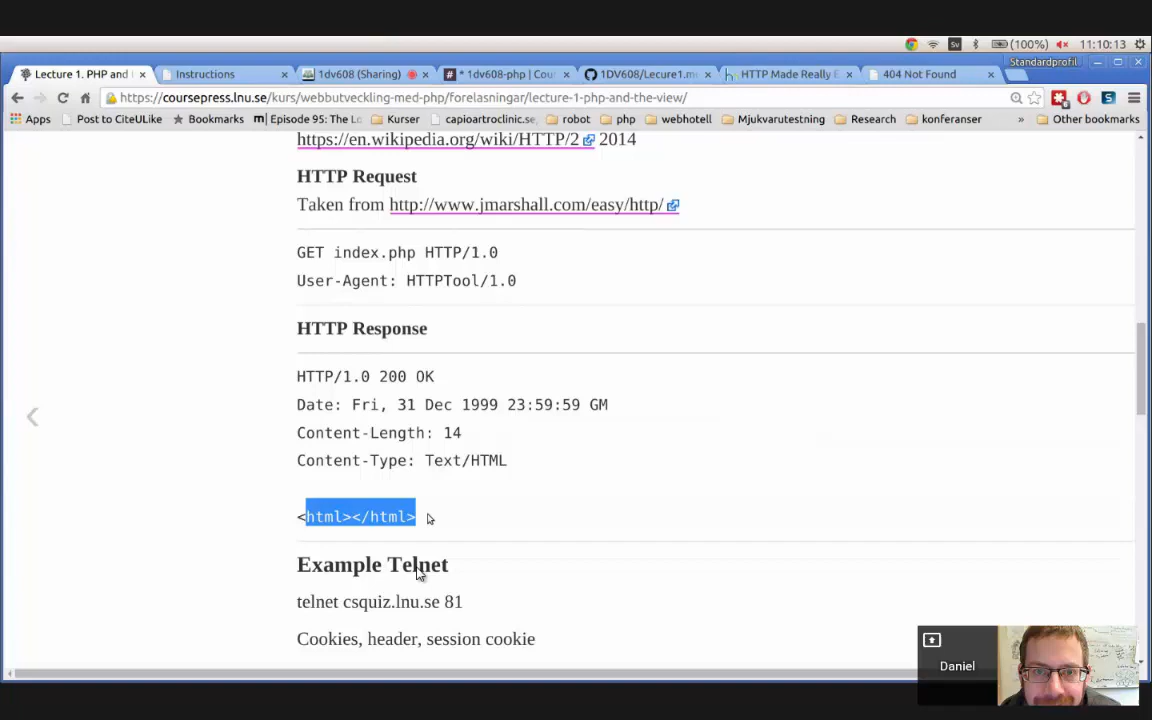 Sv (100%) 11:10:13
Lecture 1. PHP and Instructions 1dv608 (Sharing) * 1dv608-php | Cou 1DV608/Lecure1.m HTTP Made Really E 404 Not Found Standardprofil
https://coursepress.lnu.se/kurs/webbutveckling-med-php/forelasningar/lecture-1-php-and-the-view/
Apps Post to CiteULike Bookmarks Episode 95: The Lo Kurser capioartroclinic.se, robot php webhotell Mjukvarutestning Research konferanser » Other bookmarks
https://en.wikipedia.org/wiki/HTTP/2 2014
HTTP Request
Taken from http://www.jmarshall.com/easy/http/
GET index.php HTTP/1.0
User-Agent: HTTPTool/1.0
HTTP Response
HTTP/1.0 200 OK
Date: Fri, 31 Dec 1999 23:59:59 GM
Content-Length: 14
Content-Type: Text/HTML
<html></html>
Example Telnet
telnet csquiz.lnu.se 81
Cookies, header, session cookie
Daniel